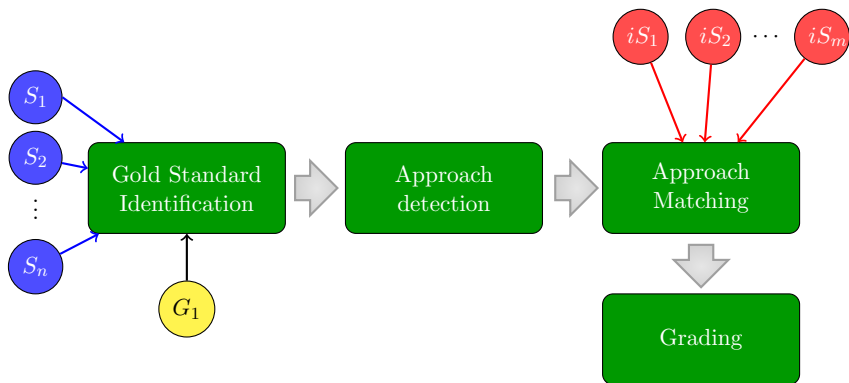 iS₁ iS₂ ⋯ iSₘ
S₁
S₂
⋮
Sₙ
Gold Standard
Identification
Approach
detection
Approach
Matching
G₁
Grading